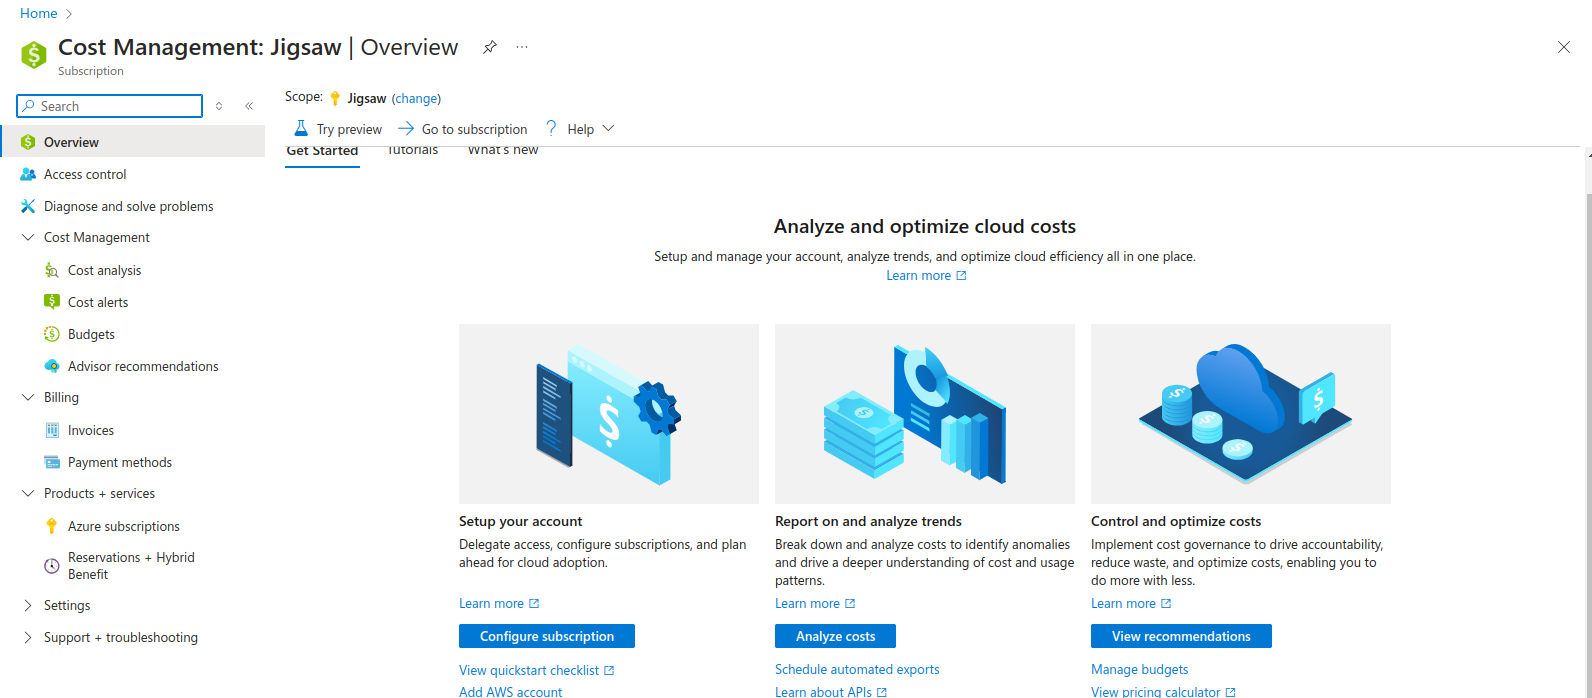 Home
Cost Management: Jigsaw | Overview
Subscription
Search
Overview
Access control
Diagnose and solve problems
Cost Management
Cost analysis
Cost alerts
Budgets
Advisor recommendations
Billing
Invoices
Payment methods
Products + services
Azure subscriptions
Reservations + Hybrid
Benefit
Settings
Support + troubleshooting
Scope: Jigsaw (change)
Try preview Go to subscription ? Help
Get Started Tutorials What's new
Analyze and optimize cloud costs
Setup and manage your account, analyze trends, and optimize cloud efficiency all in one place.
Learn more
Setup your account
Delegate access, configure subscriptions, and plan
ahead for cloud adoption.
Learn more
Configure subscription
View quickstart checklist
Add AWS account
Report on and analyze trends
Break down and analyze costs to identify anomalies
and drive a deeper understanding of cost and usage
patterns.
Learn more
Analyze costs
Schedule automated exports
Learn about APIs
Control and optimize costs
Implement cost governance to drive accountability,
reduce waste, and optimize costs, enabling you to
do more with less.
Learn more
View recommendations
Manage budgets
View pricing calculator